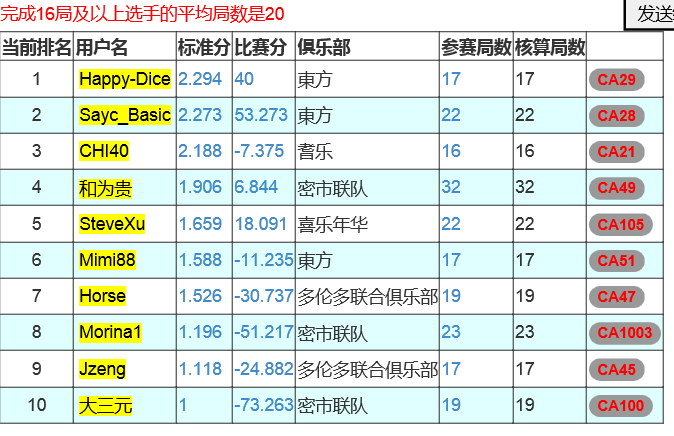 完成16局及以上选手的平均局数是20
发送
当前排名 用户名 标准分 比赛分 俱乐部 参赛局数 核算局数
1 Happy-Dice 2.294 40 東方 17 17 CA29
2 Sayc_Basic 2.273 53.273 東方 22 22 CA28
3 CHI40 2.188 -7.375 耆乐 16 16 CA21
4 和为贵 1.906 6.844 密市联队 32 32 CA49
5 SteveXu 1.659 18.091 喜乐年华 22 22 CA105
6 Mimi88 1.588 -11.235 東方 17 17 CA51
7 Horse 1.526 -30.737 多伦多联合俱乐部 19 19 CA47
8 Morina1 1.196 -51.217 密市联队 23 23 CA1003
9 Jzeng 1.118 -24.882 多伦多联合俱乐部 17 17 CA45
10 大三元 1 -73.263 密市联队 19 19 CA100